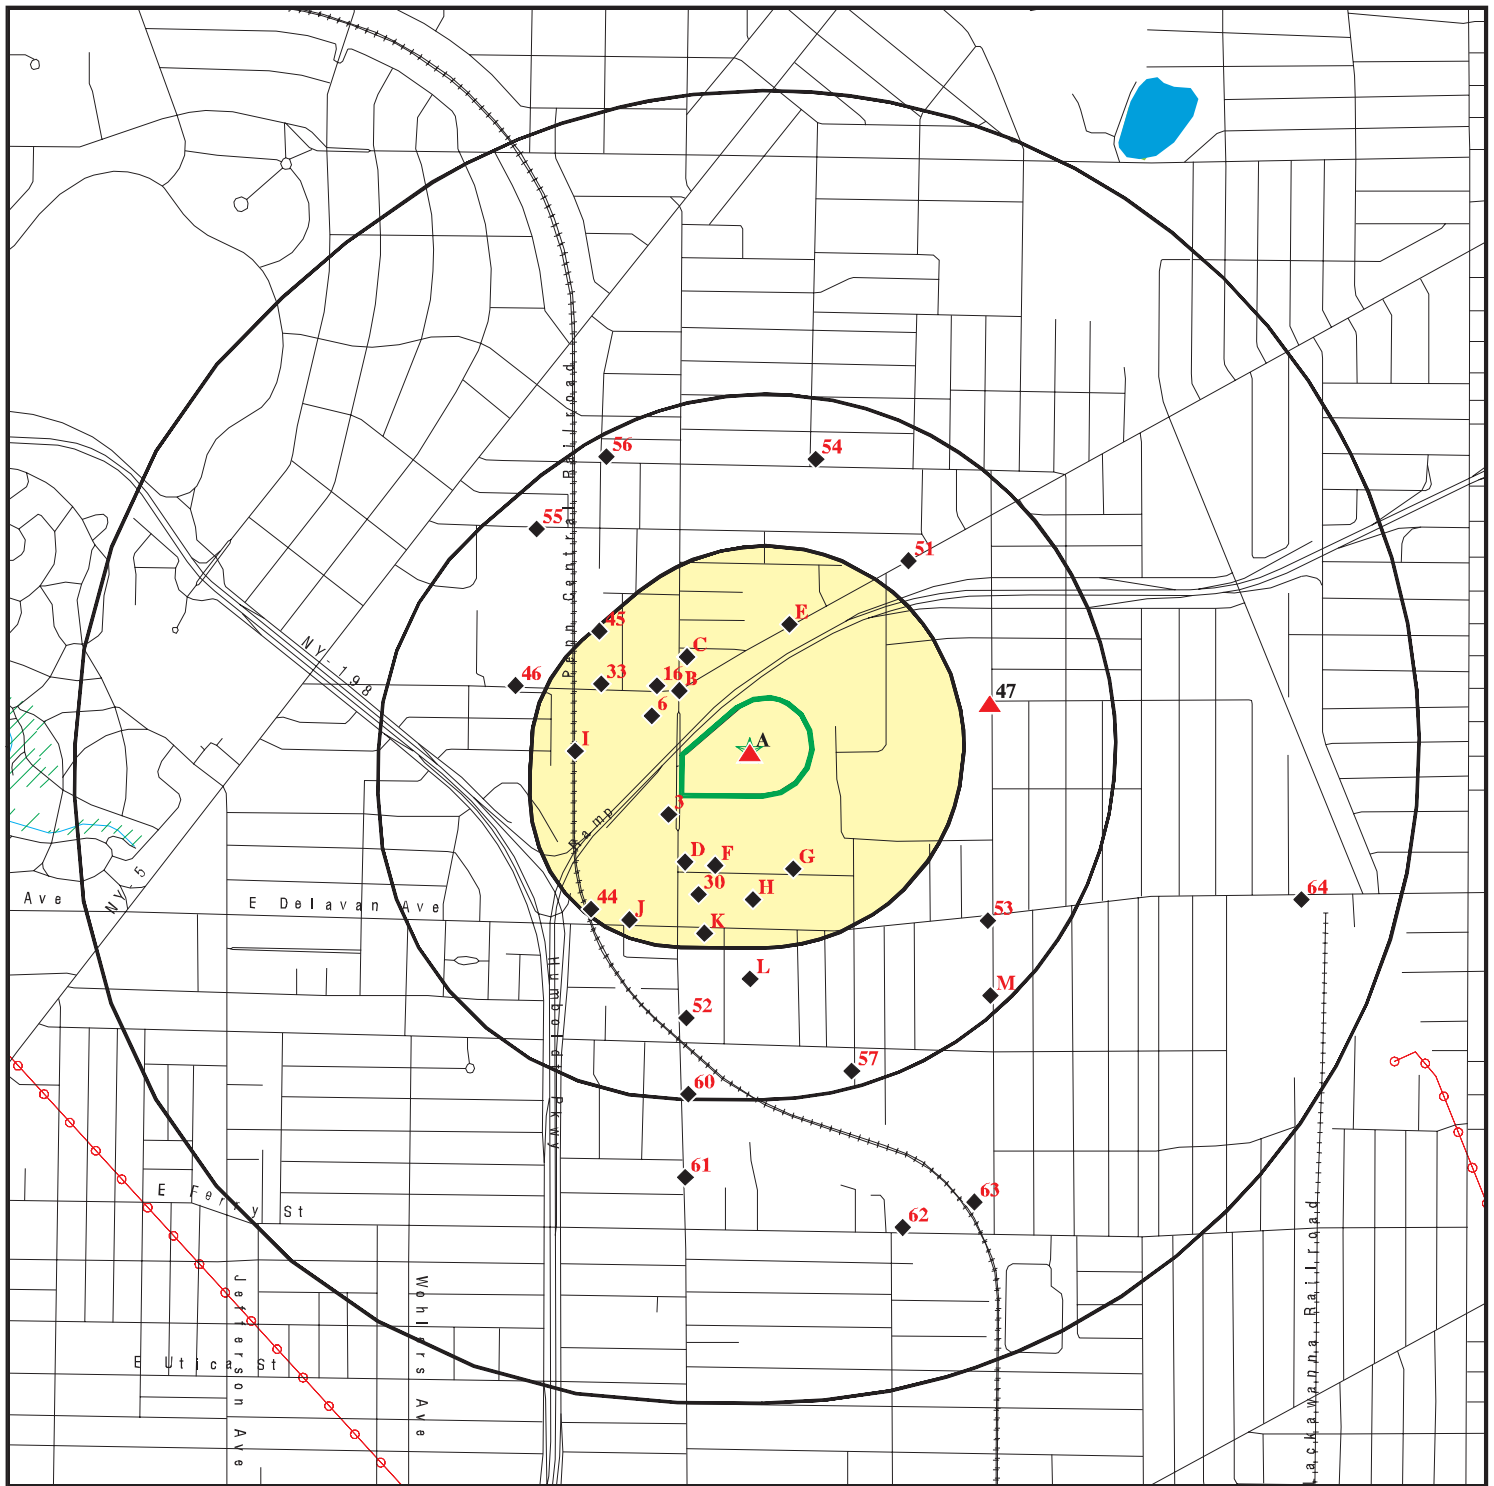 Penn Central Railroad
56
54
55
51
45
E
C
NY-198
46
33
16
B
6
47
A
I
3
Ramp
D
F
G
30
H
64
NY-5
Ave
E Delavan Ave
44
J
K
53
L
M
Humboldt Pkwy
52
57
60
61
E Ferry St
63
62
Jefferson Ave
Wohlers Ave
E Utica St
ackawanna Railroad